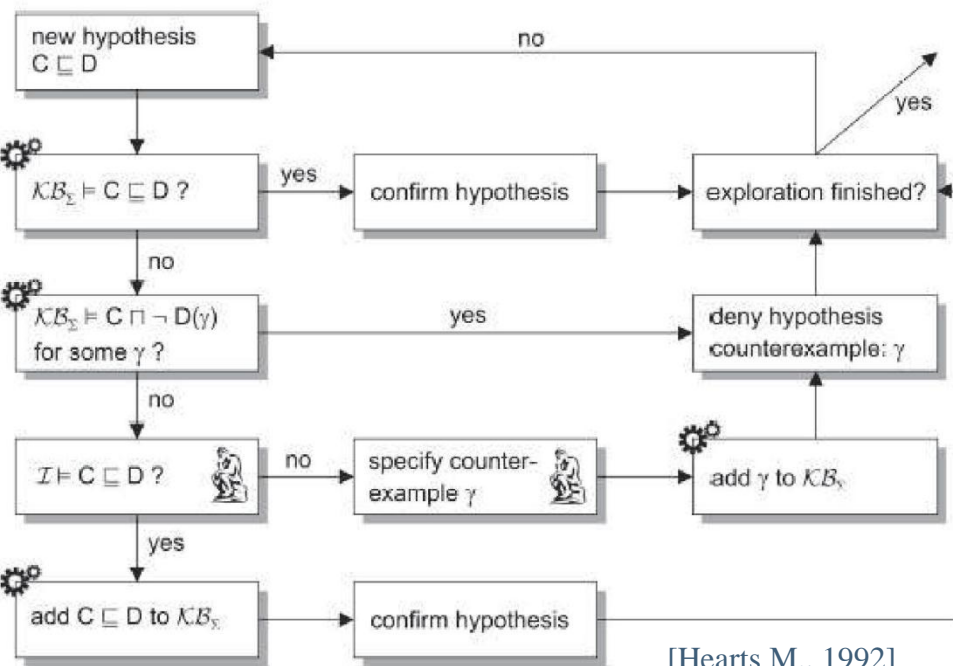 new hypothesis
C ⊑ D
no
yes
𝒦ℬ_Σ ⊨ C ⊑ D ?
yes
confirm hypothesis
exploration finished?
no
𝒦ℬ_Σ ⊨ C ⊓ ¬ D(γ)
for some γ ?
yes
deny hypothesis
counterexample: γ
no
ℐ ⊨ C ⊑ D ?
no
specify counter-
example γ
add γ to 𝒦ℬ_Σ
yes
add C ⊑ D to 𝒦ℬ_Σ
confirm hypothesis
[Hearts M., 1992]